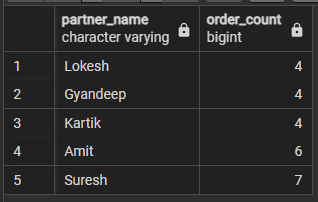 partner_name order_count
character varying bigint
1 Lokesh 4
2 Gyandeep 4
3 Kartik 4
4 Amit 6
5 Suresh 7